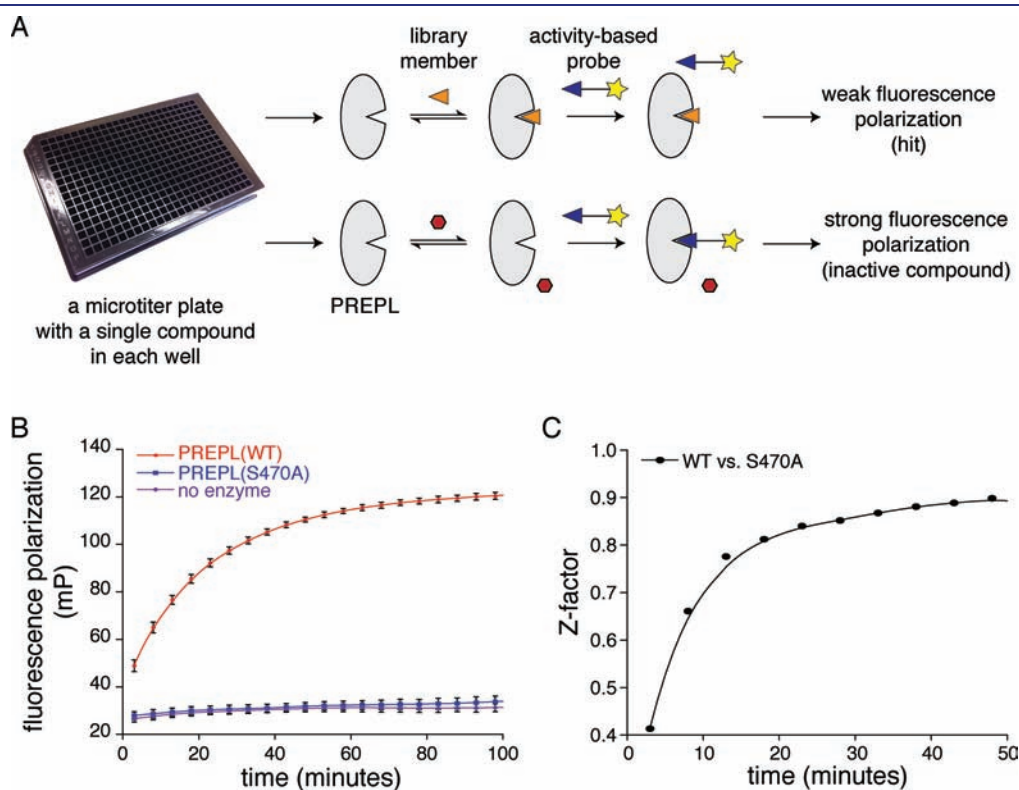 A
library
member
activity-based
probe
weak fluorescence
polarization
(hit)
strong fluorescence
polarization
(inactive compound)
PREPL
a microtiter plate
with a single compound
in each well
B
PREPL(WT)
PREPL(S470A)
no enzyme
fluorescence polarization
(mP)
140
120
100
80
60
40
20
0 20 40 60 80 100
time (minutes)
C
WT vs. S470A
Z-factor
1.0
0.9
0.8
0.7
0.6
0.5
0.4
0 10 20 30 40 50
time (minutes)